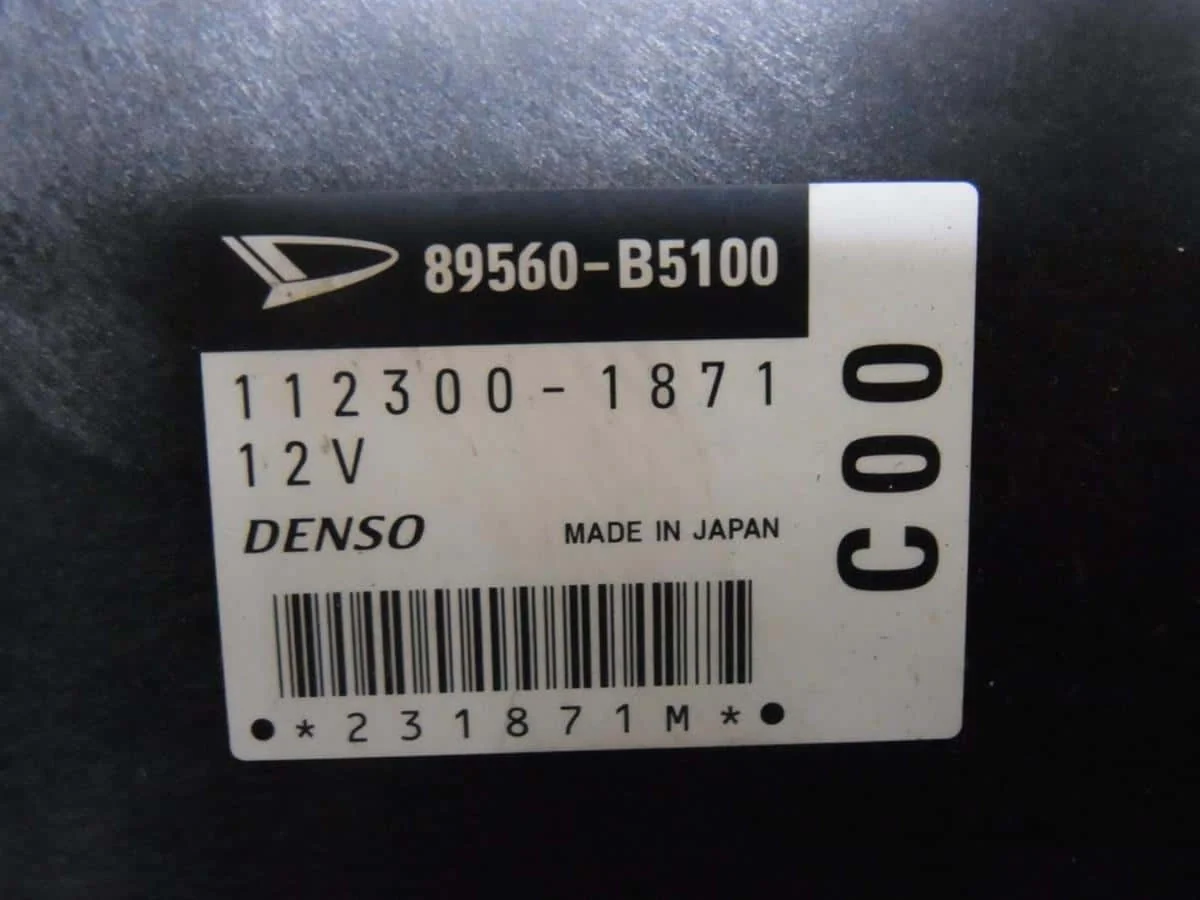 89560-B5100
112300-1871
12V
DENSO MADE IN JAPAN
*231871M*
C00